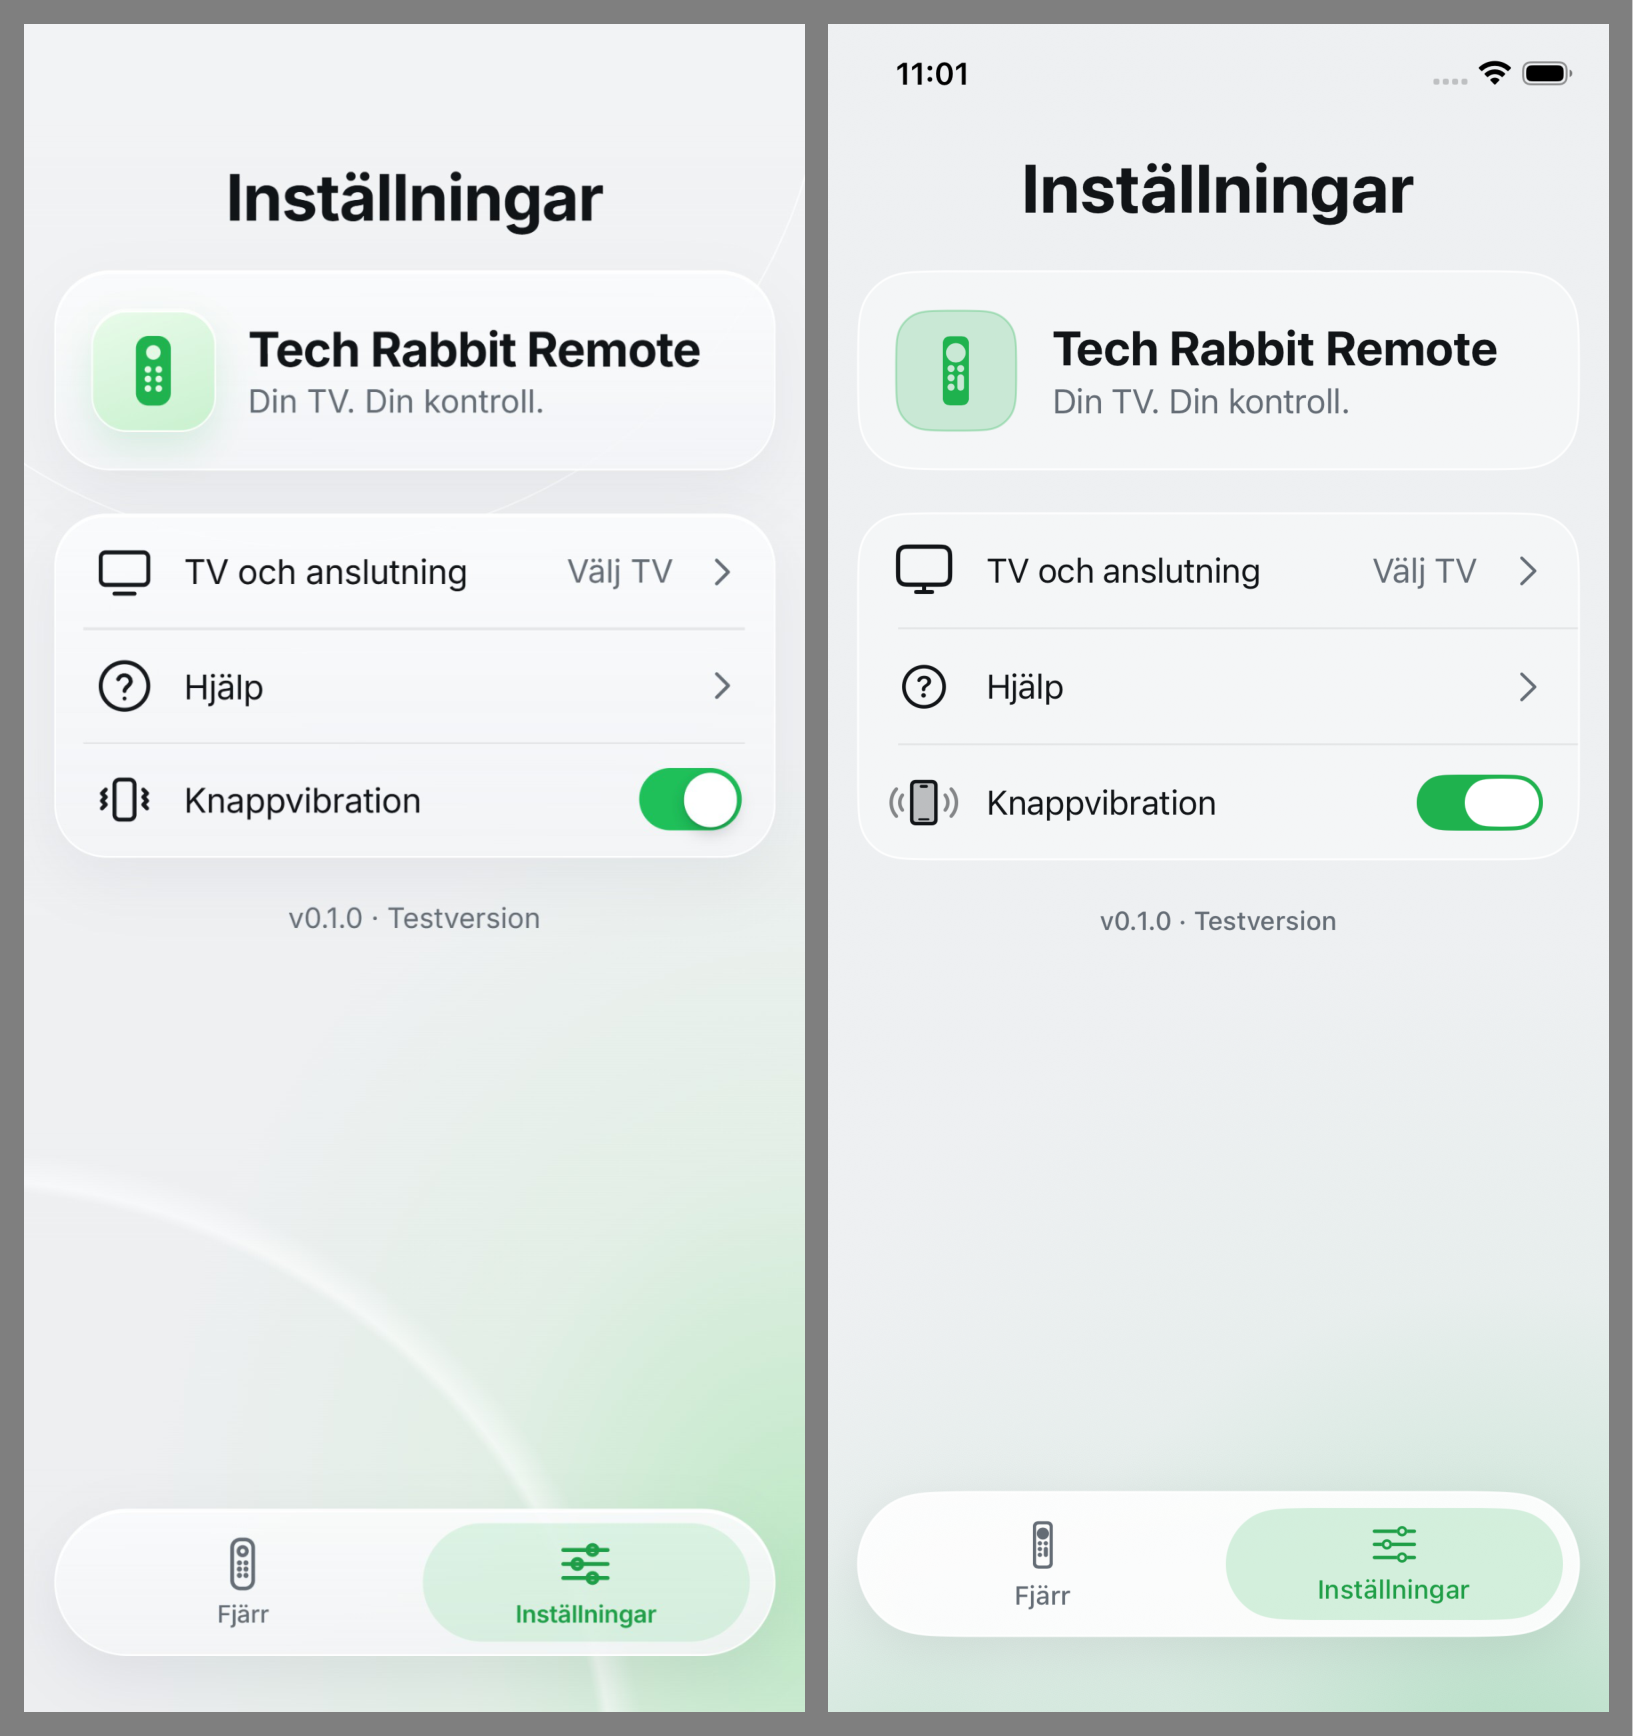 Inställningar
Tech Rabbit Remote
Din TV. Din kontroll.
TV och anslutning Välj TV
Hjälp
Knappvibration
v0.1.0 · Testversion
Fjärr Inställningar
11:01
Inställningar
Tech Rabbit Remote
Din TV. Din kontroll.
TV och anslutning Välj TV
Hjälp
Knappvibration
v0.1.0 · Testversion
Fjärr Inställningar